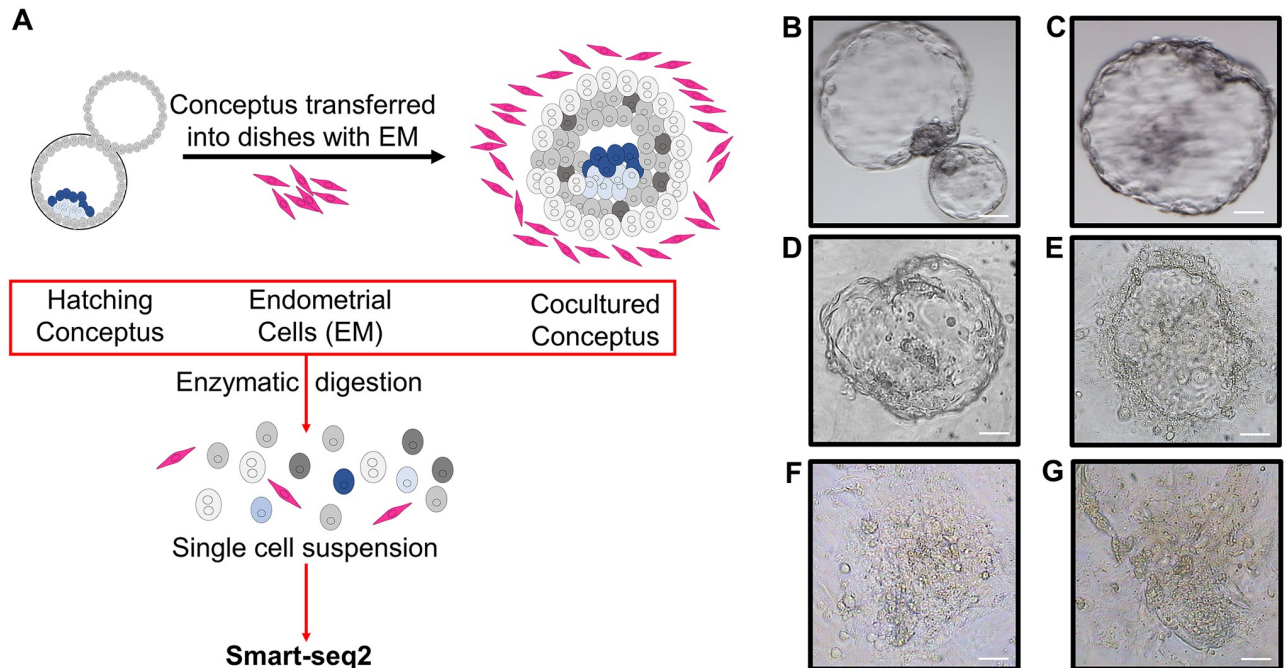 A
Conceptus transferred
into dishes with EM
Hatching
Conceptus
Endometrial
Cells (EM)
Cocultured
Conceptus
Enzymatic digestion
Single cell suspension
Smart-seq2
B
C
D
E
F
G